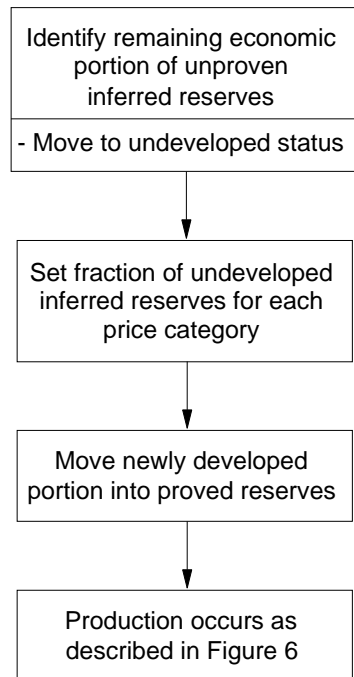 Identify remaining economic
portion of unproven
inferred reserves
- Move to undeveloped status
Set fraction of undeveloped
inferred reserves for each
price category
Move newly developed
portion into proved reserves
Production occurs as
described in Figure 6